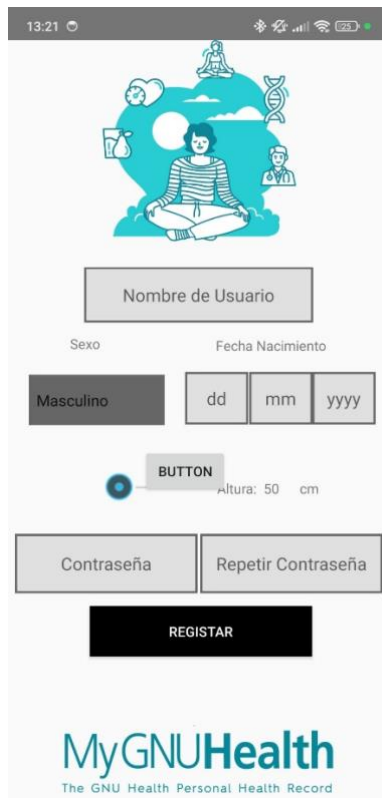 13:21
25
Nombre de Usuario
Sexo
Fecha Nacimiento
Masculino
dd
mm
yyyy
BUTTON
Altura: 50 cm
Contraseña
Repetir Contraseña
REGISTAR
MyGNUHealth
The GNU Health Personal Health Record